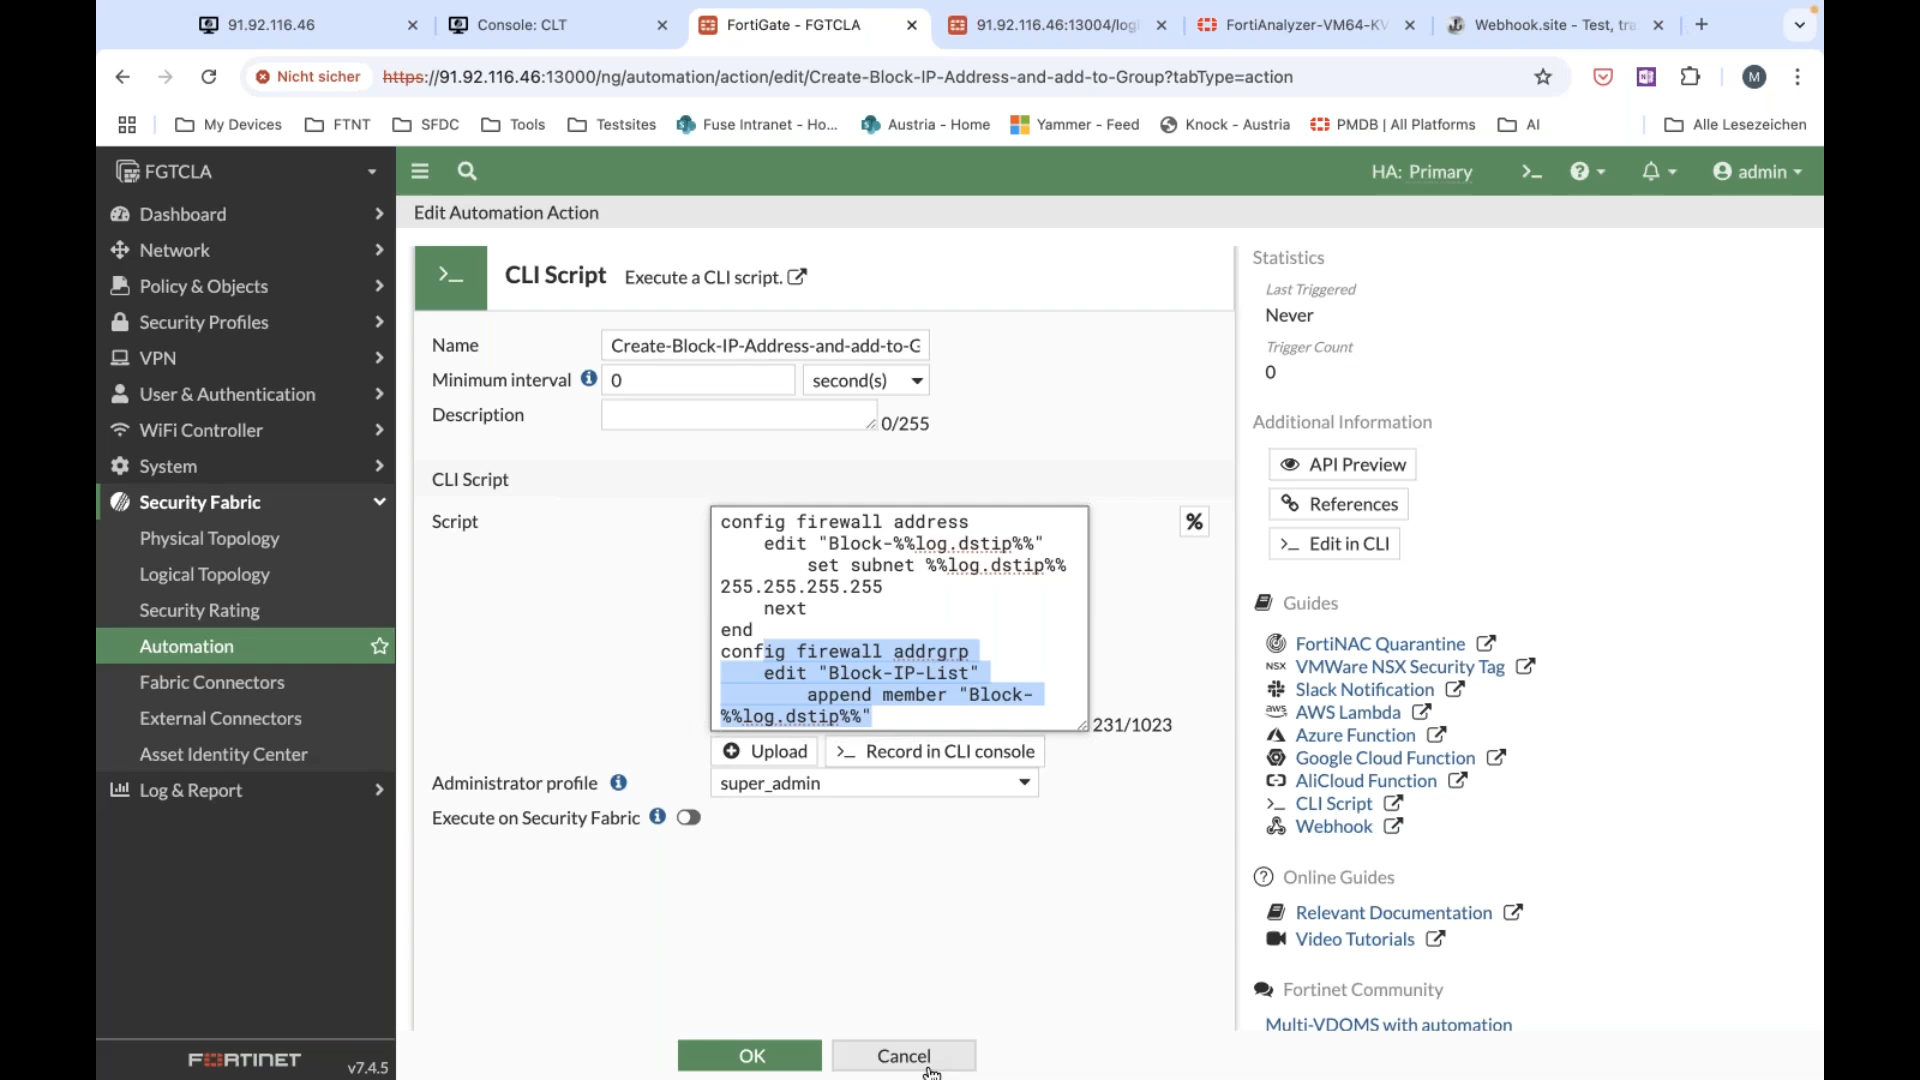 91.92.116.46
Console: CLT
FortiGate - FGTCLA
91.92.116.46:13004/logi
FortiAnalyzer-VM64-KV
Webhook.site - Test, tra
Nicht sicher
https://91.92.116.46:13000/ng/automation/action/edit/Create-Block-IP-Address-and-add-to-Group?tabType=action
M
My Devices
FTNT
SFDC
Tools
Testsites
Fuse Intranet - Ho...
Austria - Home
Yammer - Feed
Knock - Austria
PMDB | All Platforms
AI
Alle Lesezeichen
FGTCLA
HA: Primary
admin
Dashboard
Network
Policy & Objects
Security Profiles
VPN
User & Authentication
WiFi Controller
System
Security Fabric
Physical Topology
Logical Topology
Security Rating
Automation
Fabric Connectors
External Connectors
Asset Identity Center
Log & Report
FORTINET
v7.4.5
Edit Automation Action
CLI Script
Execute a CLI script.
Name
Create-Block-IP-Address-and-add-to-G
Minimum interval
0
second(s)
Description
0/255
CLI Script
Script
config firewall address
edit "Block-%%log.dstip%%"
set subnet %%log.dstip%%
255.255.255.255
next
end
config firewall addrgrp
edit "Block-IP-List"
append member "Block-
%%log.dstip%%"
%
231/1023
Upload
>_ Record in CLI console
Administrator profile
super_admin
Execute on Security Fabric
OK
Cancel
Statistics
Last Triggered
Never
Trigger Count
0
Additional Information
API Preview
References
>_ Edit in CLI
Guides
FortiNAC Quarantine
NSX VMWare NSX Security Tag
Slack Notification
aws AWS Lambda
Azure Function
Google Cloud Function
AliCloud Function
>_ CLI Script
Webhook
Online Guides
Relevant Documentation
Video Tutorials
Fortinet Community
Multi-VDOMS with automation